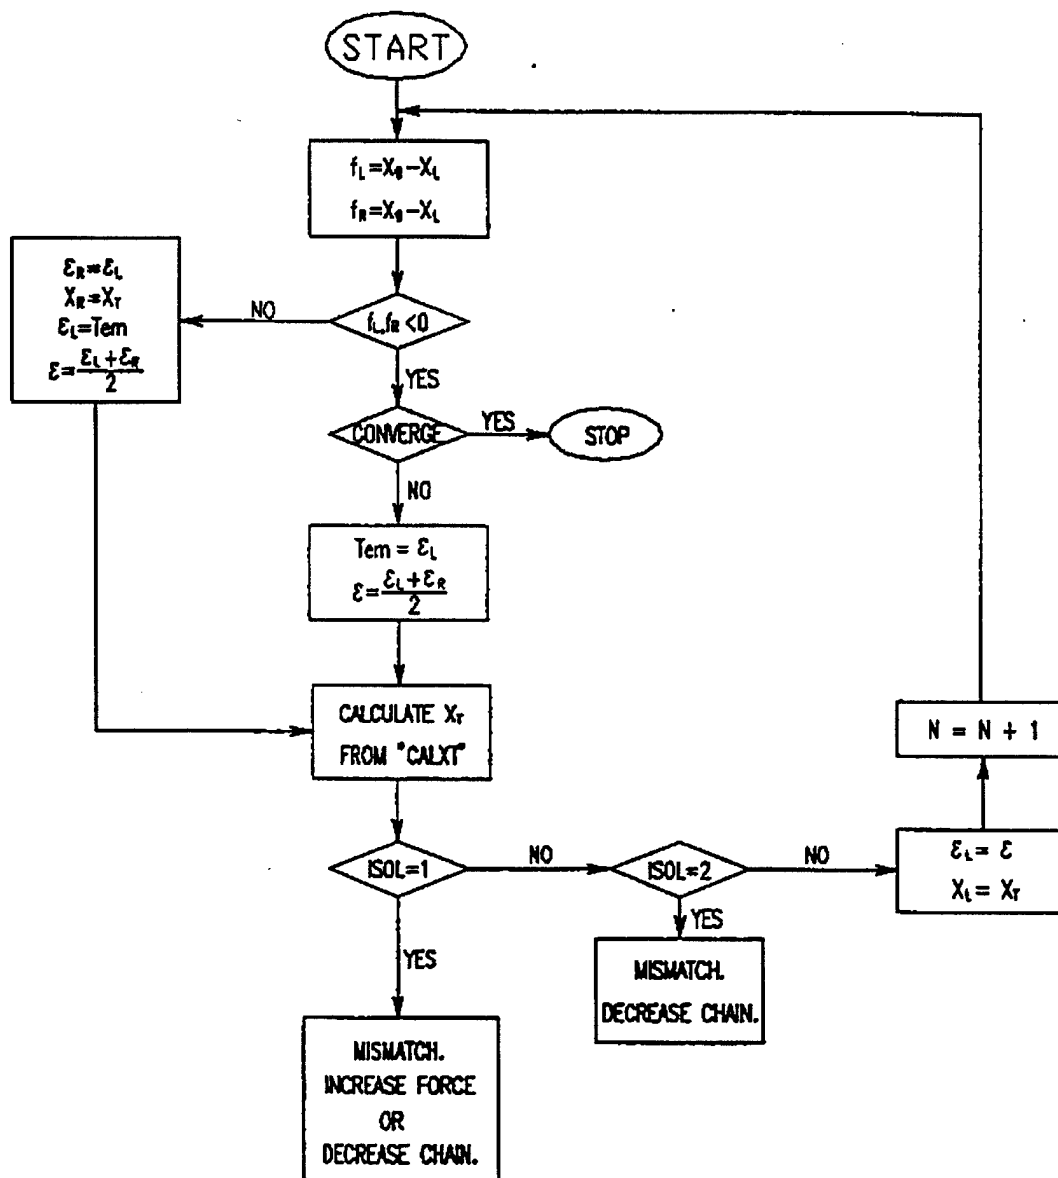 START
f_L=X_θ-X_L
f_R=X_θ-X_L
ε_R=ε_L
X_R=X_T
ε_L=Tem
ε=(ε_L+ε_R)/2
NO
f_L.f_R<0
YES
CONVERGE
YES
STOP
NO
Tem = ε_L
ε=(ε_L+ε_R)/2
CALCULATE X_T
FROM "CALXT"
N = N + 1
ISOL=1
NO
ISOL=2
NO
ε_L= ε
X_L= X_T
YES
YES
MISMATCH.
DECREASE CHAIN.
MISMATCH.
INCREASE FORCE
OR
DECREASE CHAIN.